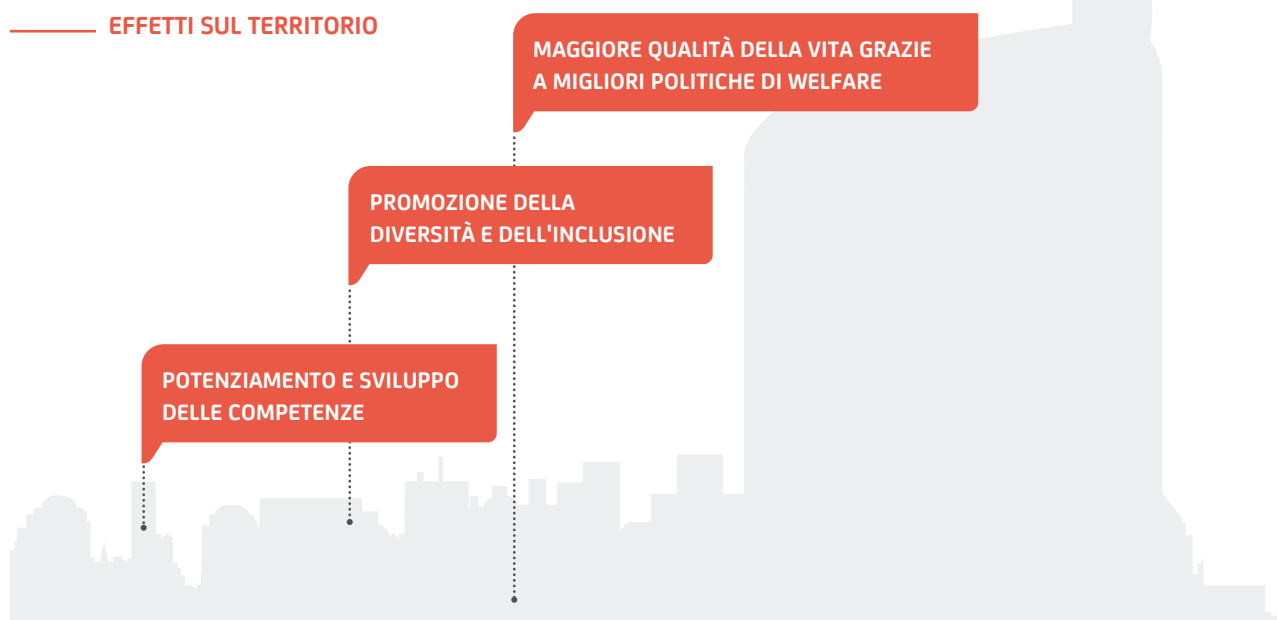 EFFETTI SUL TERRITORIO
MAGGIORE QUALITÀ DELLA VITA GRAZIE
A MIGLIORI POLITICHE DI WELFARE
PROMOZIONE DELLA
DIVERSITÀ E DELL'INCLUSIONE
POTENZIAMENTO E SVILUPPO
DELLE COMPETENZE